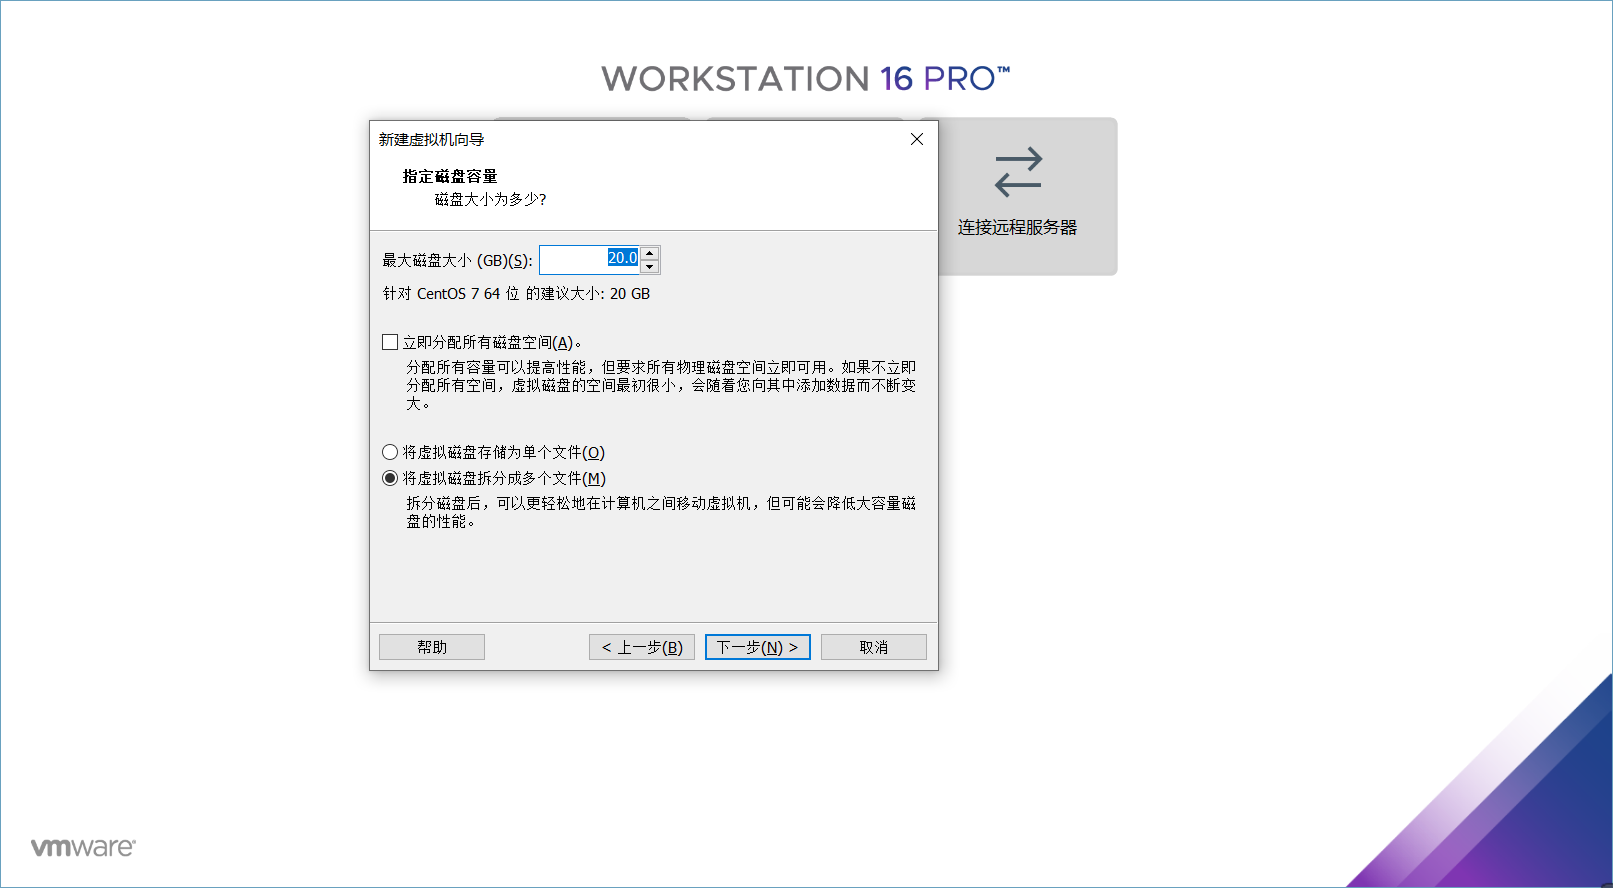 WORKSTATION 16 PRO™
新建虚拟机向导
指定磁盘容量
磁盘大小为多少?
连接远程服务器
最大磁盘大小 (GB)(S): 20.0
针对 CentOS 7 64 位 的建议大小: 20 GB
立即分配所有磁盘空间(A)。
分配所有容量可以提高性能，但要求所有物理磁盘空间立即可用。如果不立即
分配所有空间，虚拟磁盘的空间最初很小，会随着您向其中添加数据而不断变
大。
将虚拟磁盘存储为单个文件(O)
将虚拟磁盘拆分成多个文件(M)
拆分磁盘后，可以更轻松地在计算机之间移动虚拟机，但可能会降低大容量磁
盘的性能。
帮助
< 上一步(B)
下一步(N) >
取消
vmware®